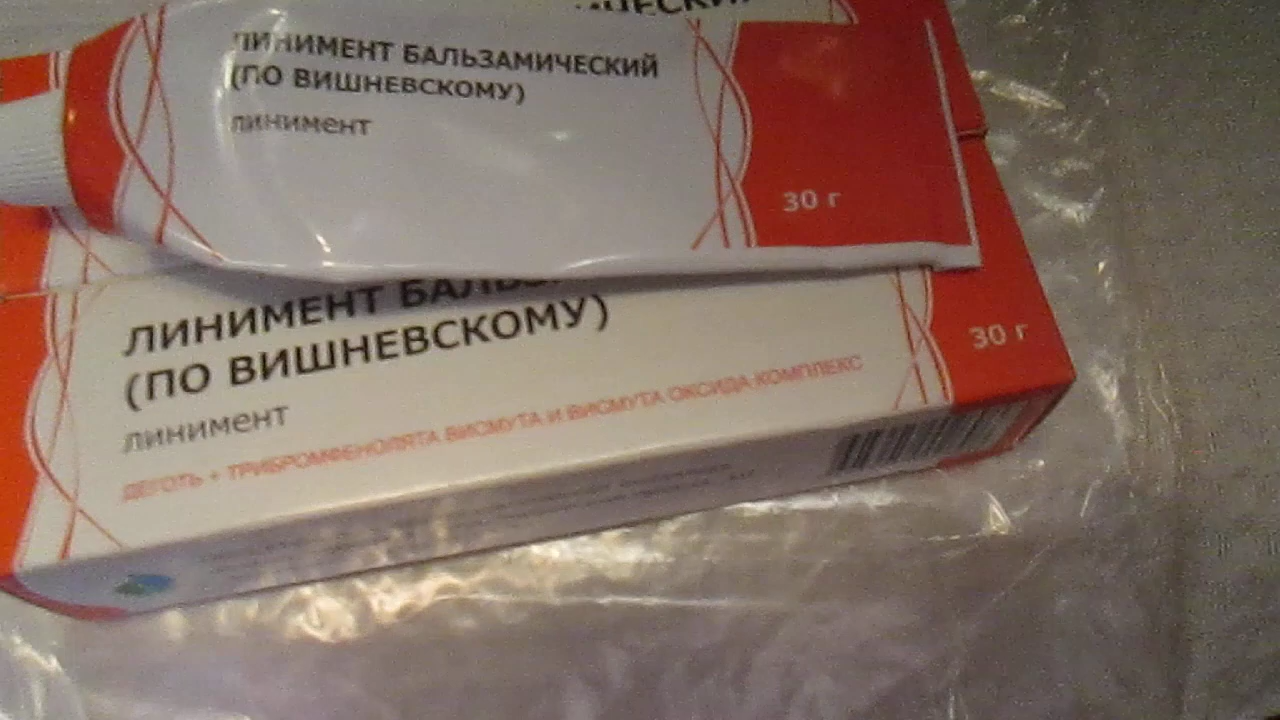 ЛИНИМЕНТ БАЛЬЗАМИЧЕСКИЙ
(ПО ВИШНЕВСКОМУ)
линимент
30 г
ЛИНИМЕНТ
(ПО ВИШНЕВСКОМУ)
линимент
ДЕГОТЬ + ТРИБРОМФЕНОЛЯТА ВИСМУТА И ВИСМУТА ОКСИДА КОМПЛЕКС
30 г